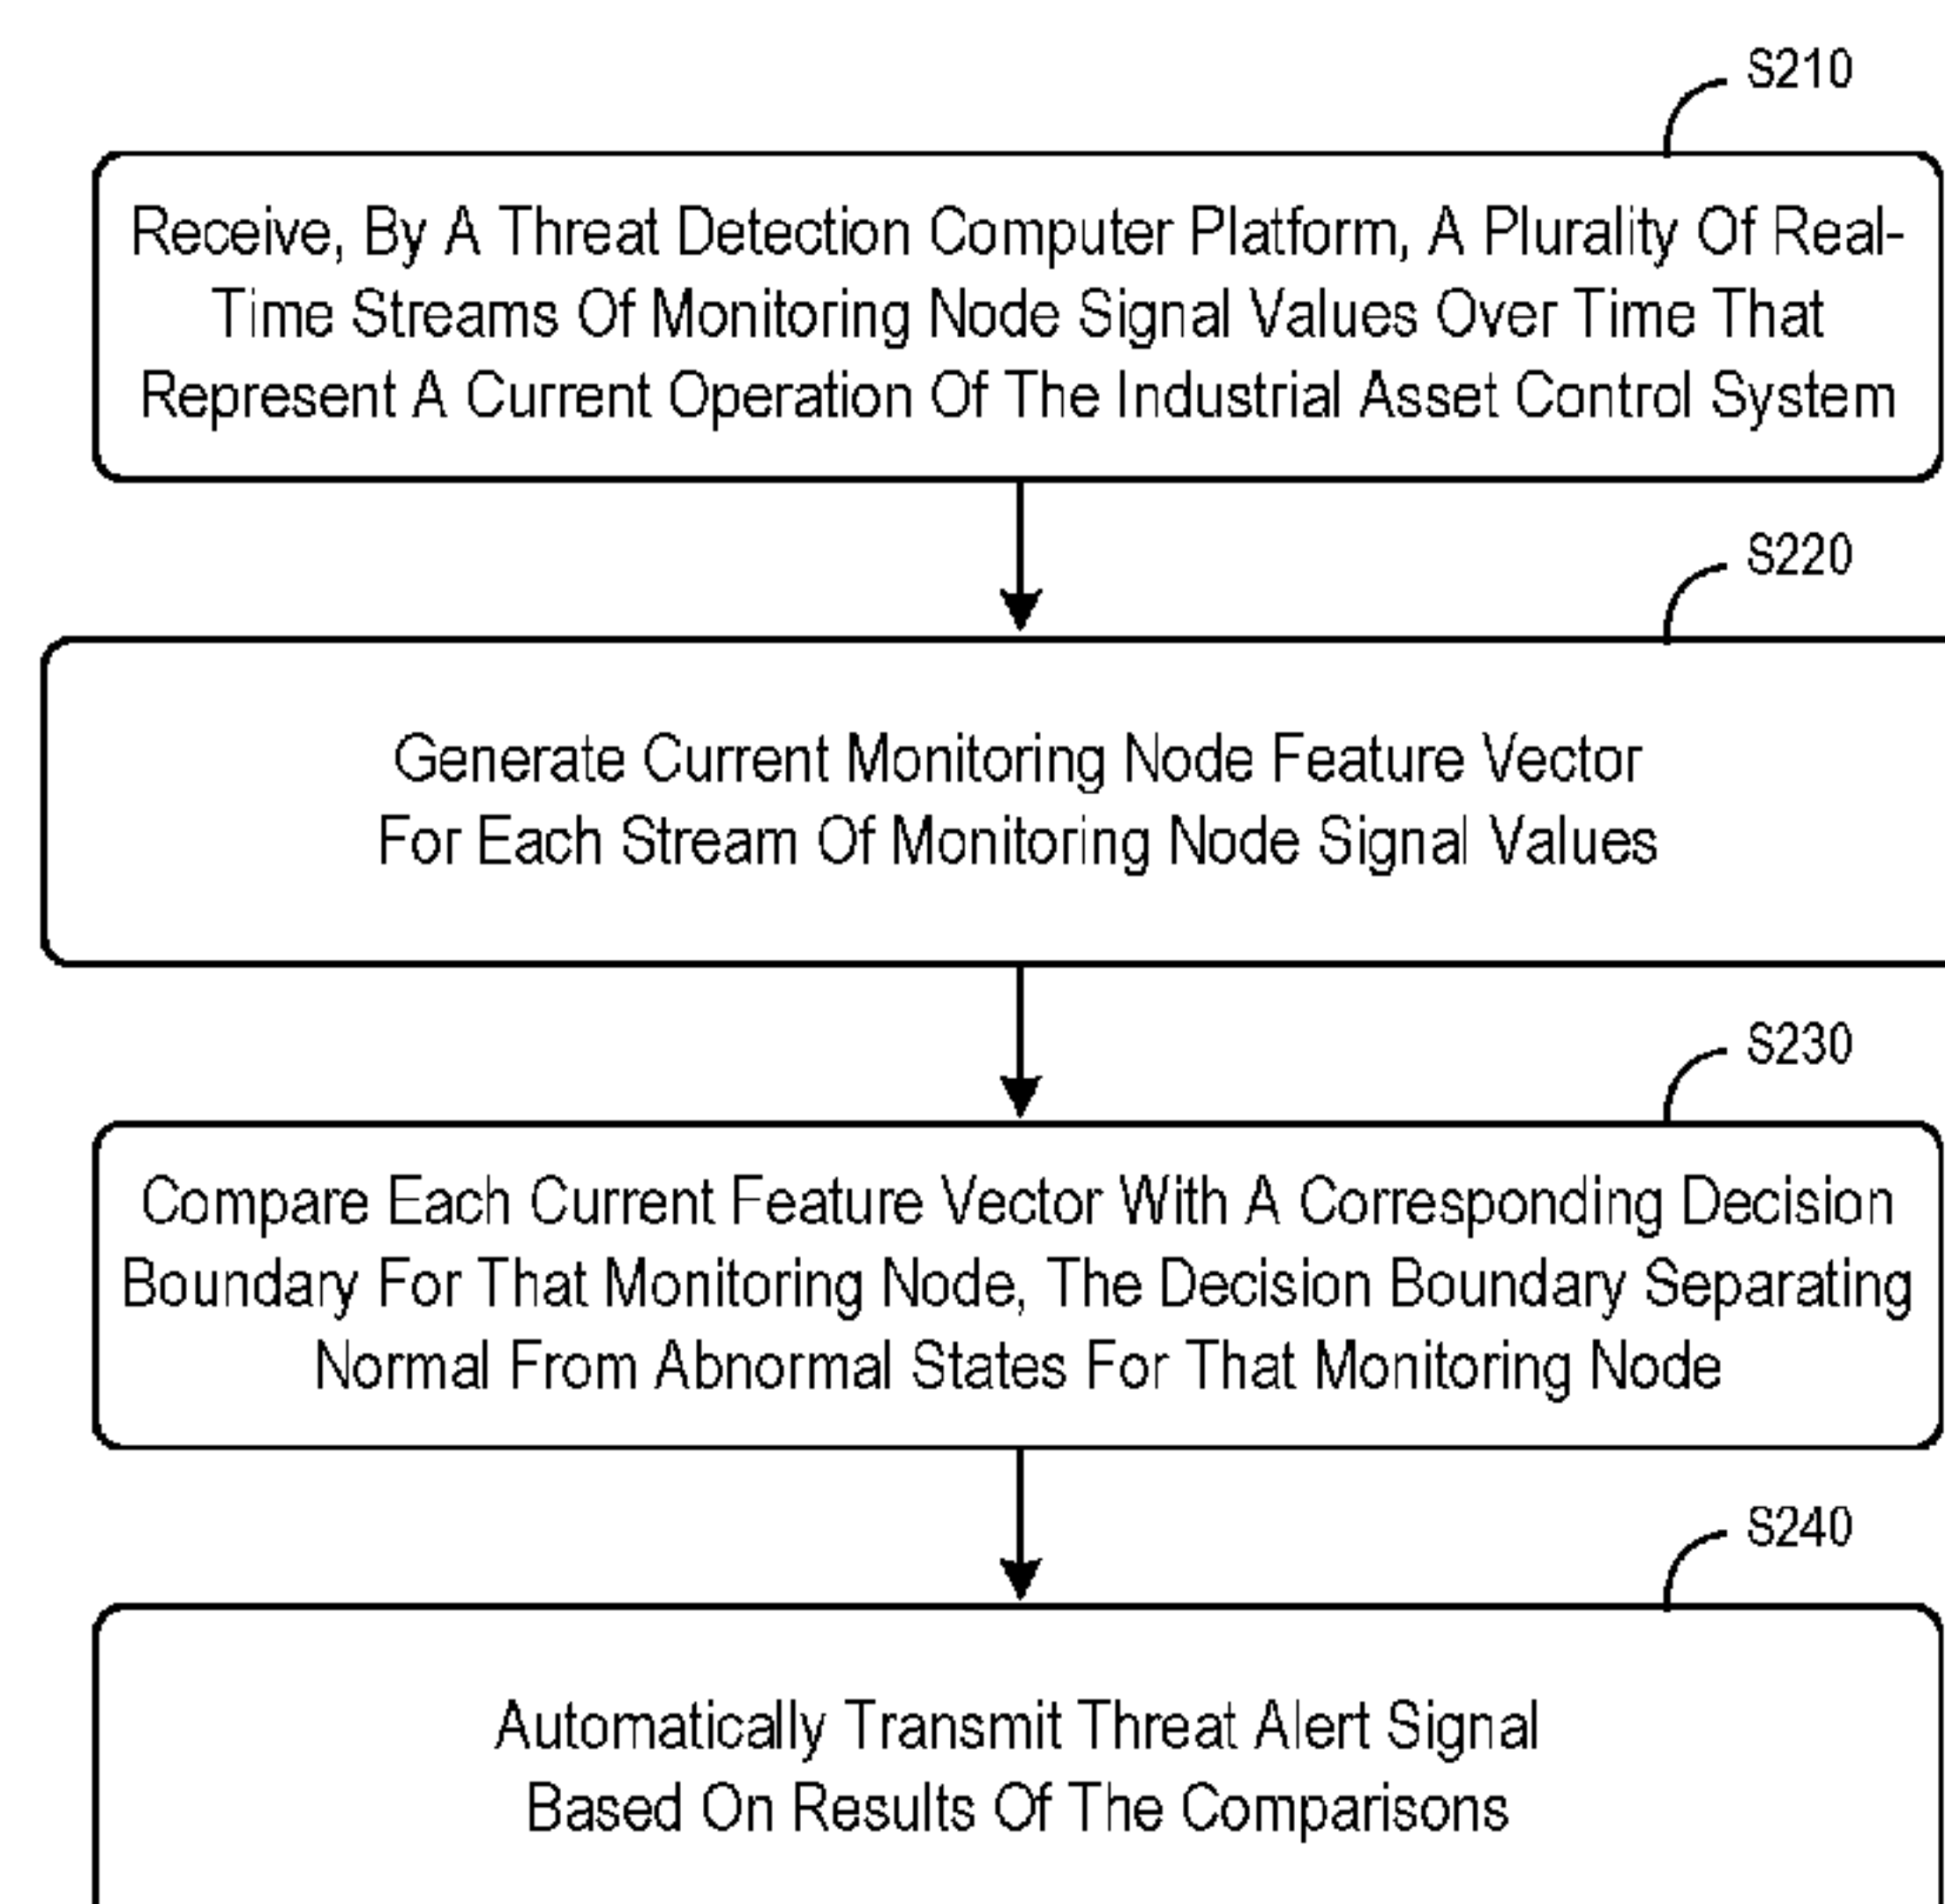 S210
Receive, By A Threat Detection Computer Platform, A Plurality Of Real-
Time Streams Of Monitoring Node Signal Values Over Time That
Represent A Current Operation Of The Industrial Asset Control System
S220
Generate Current Monitoring Node Feature Vector
For Each Stream Of Monitoring Node Signal Values
S230
Compare Each Current Feature Vector With A Corresponding Decision
Boundary For That Monitoring Node, The Decision Boundary Separating
Normal From Abnormal States For That Monitoring Node
S240
Automatically Transmit Threat Alert Signal
Based On Results Of The Comparisons